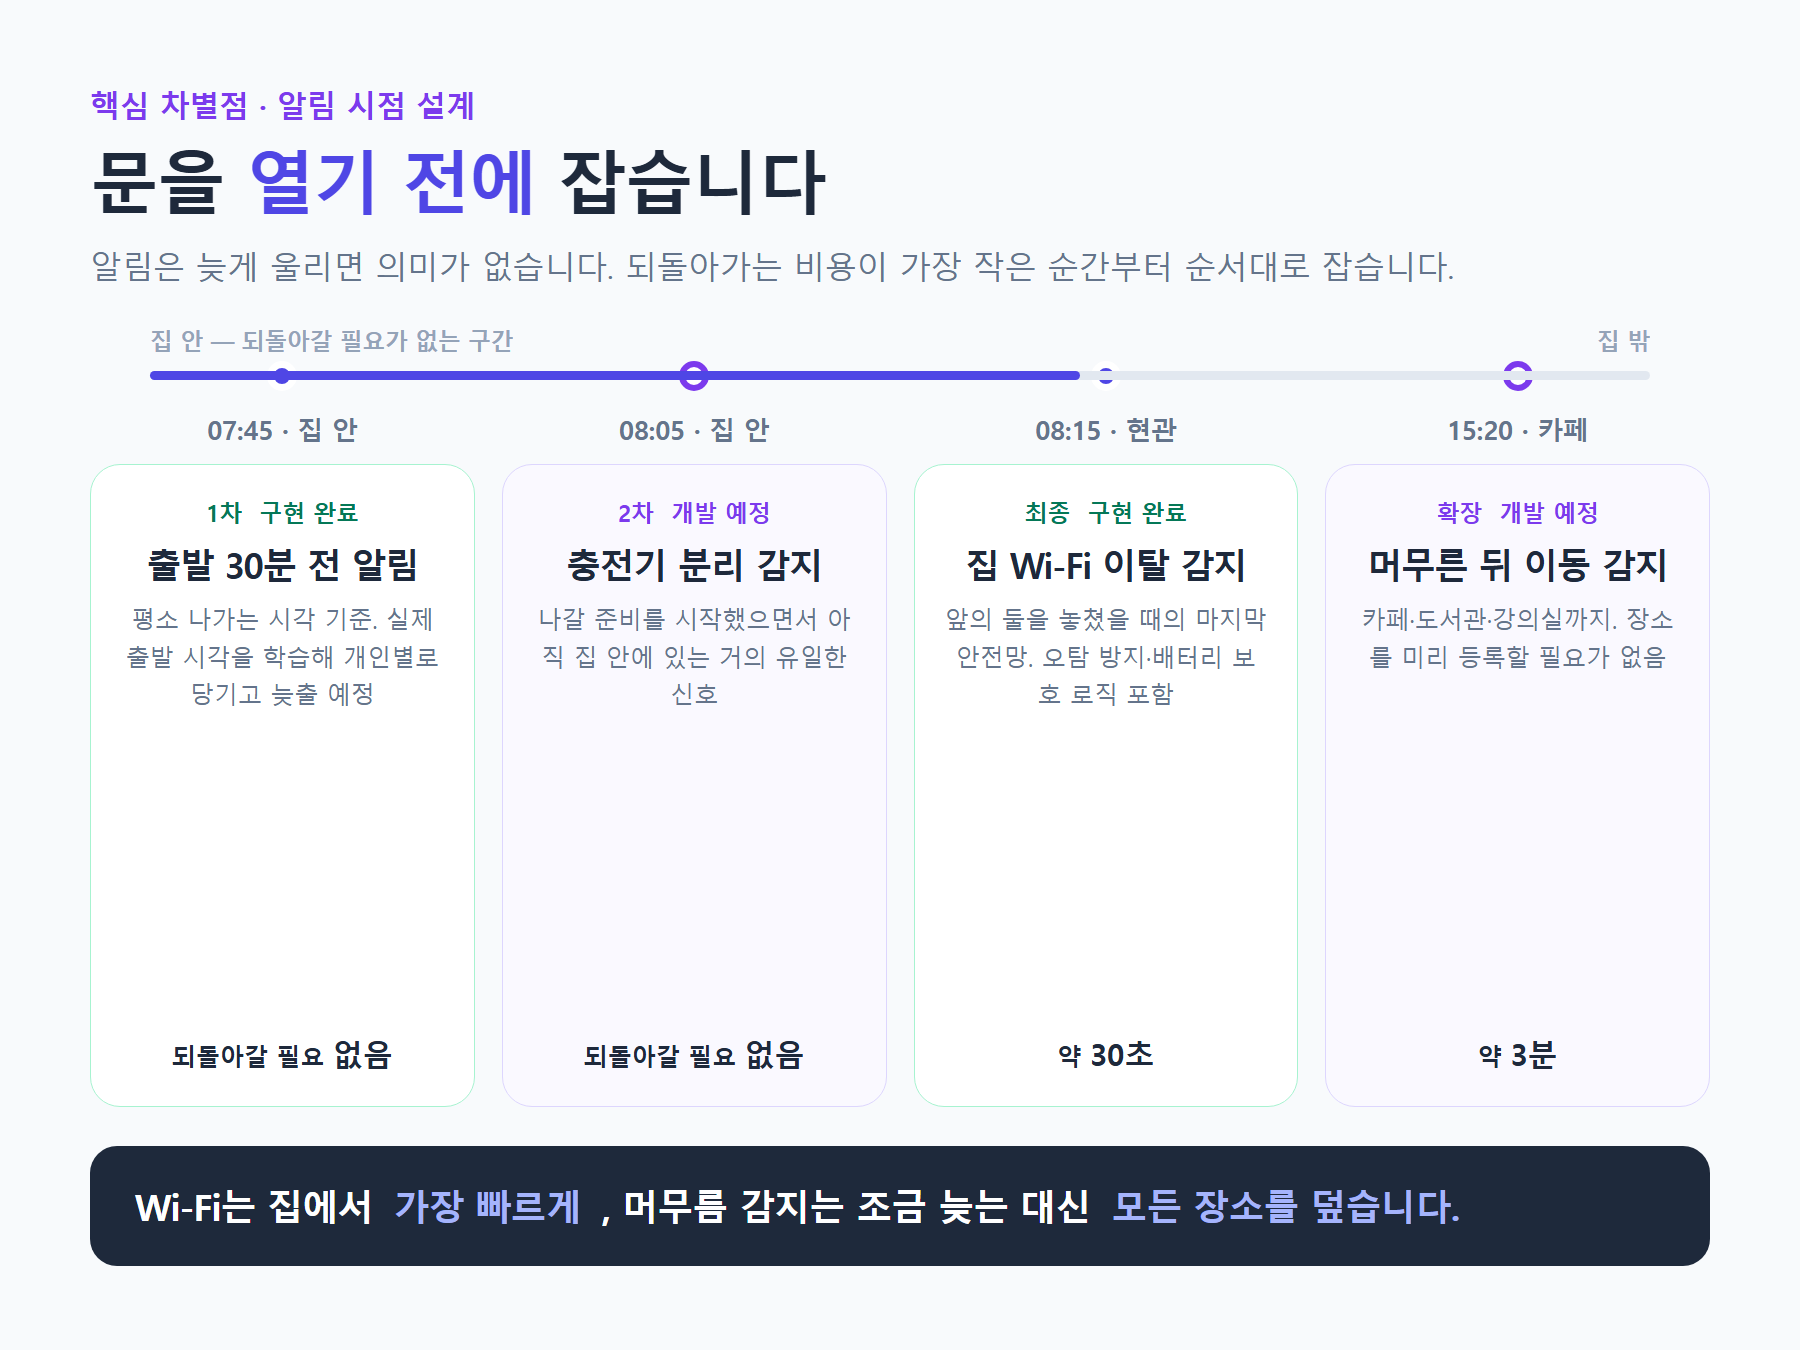 핵심 차별점 · 알림 시점 설계
문을 열기 전에 잡습니다
알림은 늦게 울리면 의미가 없습니다. 되돌아가는 비용이 가장 작은 순간부터 순서대로 잡습니다.
집 안 — 되돌아갈 필요가 없는 구간
집 밖
07:45 · 집 안
08:05 · 집 안
08:15 · 현관
15:20 · 카페
1차 구현 완료
출발 30분 전 알림
평소 나가는 시각 기준. 실제
출발 시각을 학습해 개인별로
당기고 늦출 예정
되돌아갈 필요 없음
2차 개발 예정
충전기 분리 감지
나갈 준비를 시작했으면서 아
직 집 안에 있는 거의 유일한
신호
되돌아갈 필요 없음
최종 구현 완료
집 Wi-Fi 이탈 감지
앞의 둘을 놓쳤을 때의 마지막
안전망. 오탐 방지·배터리 보
호 로직 포함
약 30초
확장 개발 예정
머무른 뒤 이동 감지
카페·도서관·강의실까지. 장소
를 미리 등록할 필요가 없음
약 3분
Wi-Fi는 집에서 가장 빠르게 , 머무름 감지는 조금 늦는 대신 모든 장소를 덮습니다.